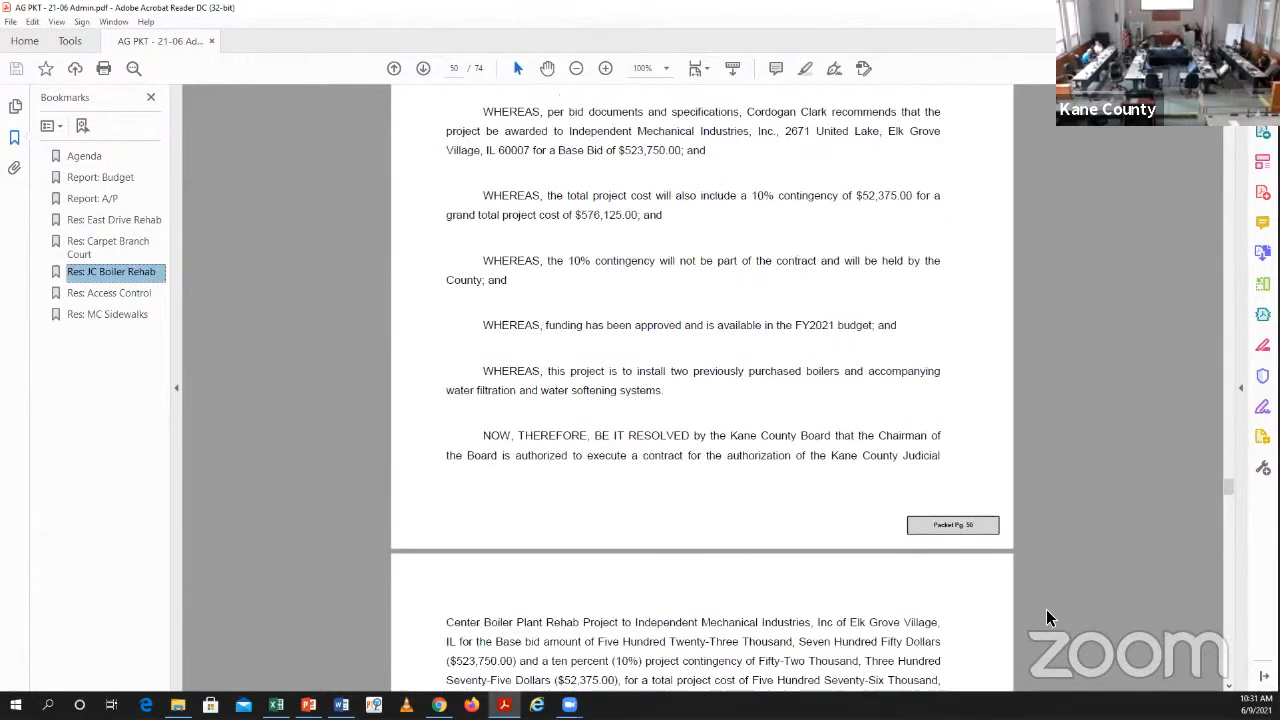 AG PKT - 21-06 Admin.pdf - Adobe Acrobat Reader DC (32-bit)
File Edit View Sign Window Help
Home Tools AG PKT - 21-06 Ad... ×
50 / 74 100%
Kane County
Bookmarks
Agenda
Report: Budget
Report: A/P
Res: East Drive Rehab
Res: Carpet Branch
Court
Res: JC Boiler Rehab
Res: Access Control
Res: MC Sidewalks
WHEREAS, per bid documents and specifications, Cordogan Clark recommends that the
project be awarded to Independent Mechanical Industries, Inc., 2671 United Lake, Elk Grove
Village, IL 60007 for a Base Bid of $523,750.00; and
WHEREAS, the total project cost will also include a 10% contingency of $52,375.00 for a
grand total project cost of $576,125.00; and
WHEREAS, the 10% contingency will not be part of the contract and will be held by the
County; and
WHEREAS, funding has been approved and is available in the FY2021 budget; and
WHEREAS, this project is to install two previously purchased boilers and accompanying
water filtration and water softening systems.
NOW, THEREFORE, BE IT RESOLVED by the Kane County Board that the Chairman of
the Board is authorized to execute a contract for the authorization of the Kane County Judicial
Packet Pg. 50
Center Boiler Plant Rehab Project to Independent Mechanical Industries, Inc of Elk Grove Village,
IL for the Base bid amount of Five Hundred Twenty-Three Thousand, Seven Hundred Fifty Dollars
($523,750.00) and a ten percent (10%) project contingency of Fifty-Two Thousand, Three Hundred
Seventy-Five Dollars ($52,375.00), for a total project cost of Five Hundred Seventy-Six Thousand,
zoom
10:31 AM
6/9/2021